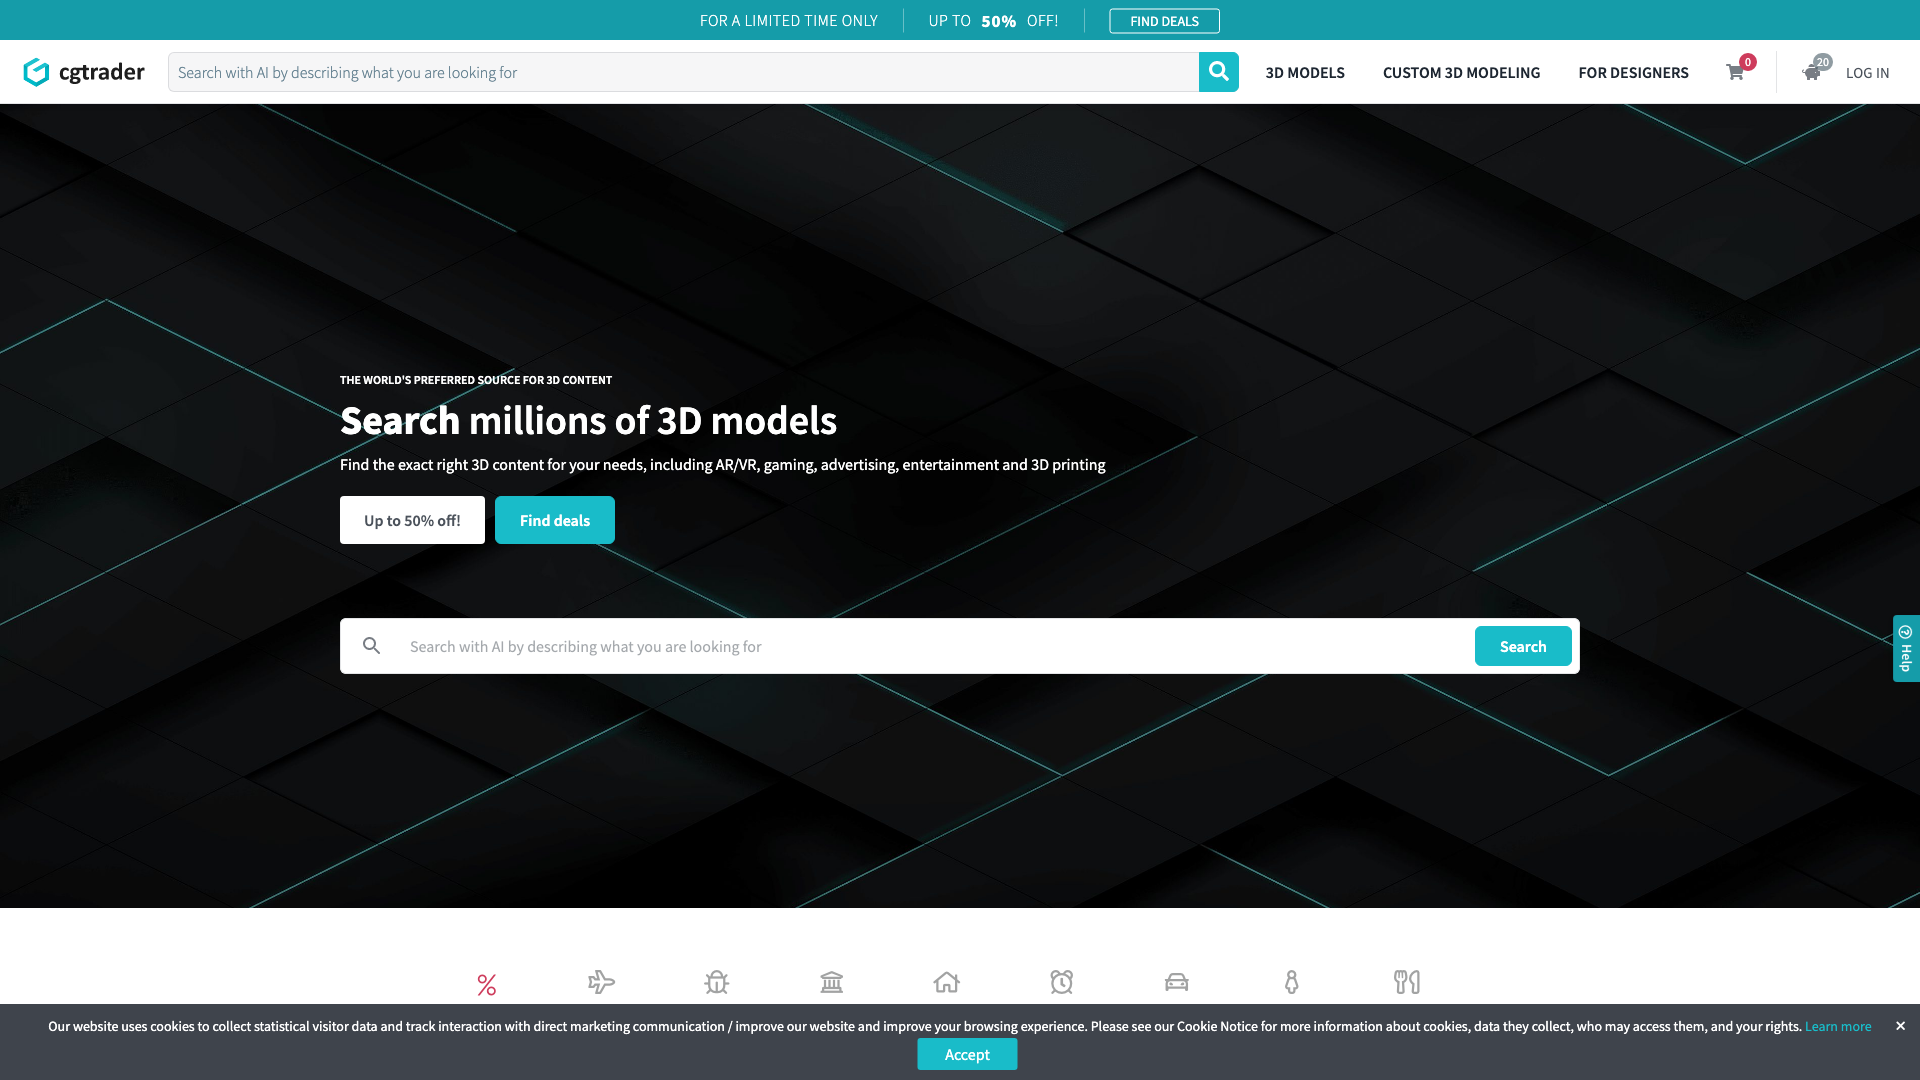 FOR A LIMITED TIME ONLY UP TO 50% OFF! FIND DEALS
cgtrader Search with AI by describing what you are looking for 3D MODELS CUSTOM 3D MODELING FOR DESIGNERS 0 20 LOG IN
THE WORLD'S PREFERRED SOURCE FOR 3D CONTENT
Search millions of 3D models
Find the exact right 3D content for your needs, including AR/VR, gaming, advertising, entertainment and 3D printing
Up to 50% off! Find deals
Search with AI by describing what you are looking for Search
Help
Our website uses cookies to collect statistical visitor data and track interaction with direct marketing communication / improve our website and improve your browsing experience. Please see our Cookie Notice for more information about cookies, data they collect, who may access them, and your rights. Learn more
Accept